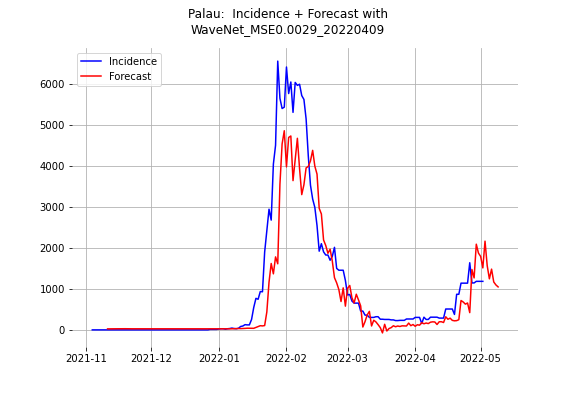 Palau:  Incidence + Forecast with
WaveNet_MSE0.0029_20220409
Incidence
Forecast
6000
5000
4000
3000
2000
1000
0
2021-11 2021-12 2022-01 2022-02 2022-03 2022-04 2022-05